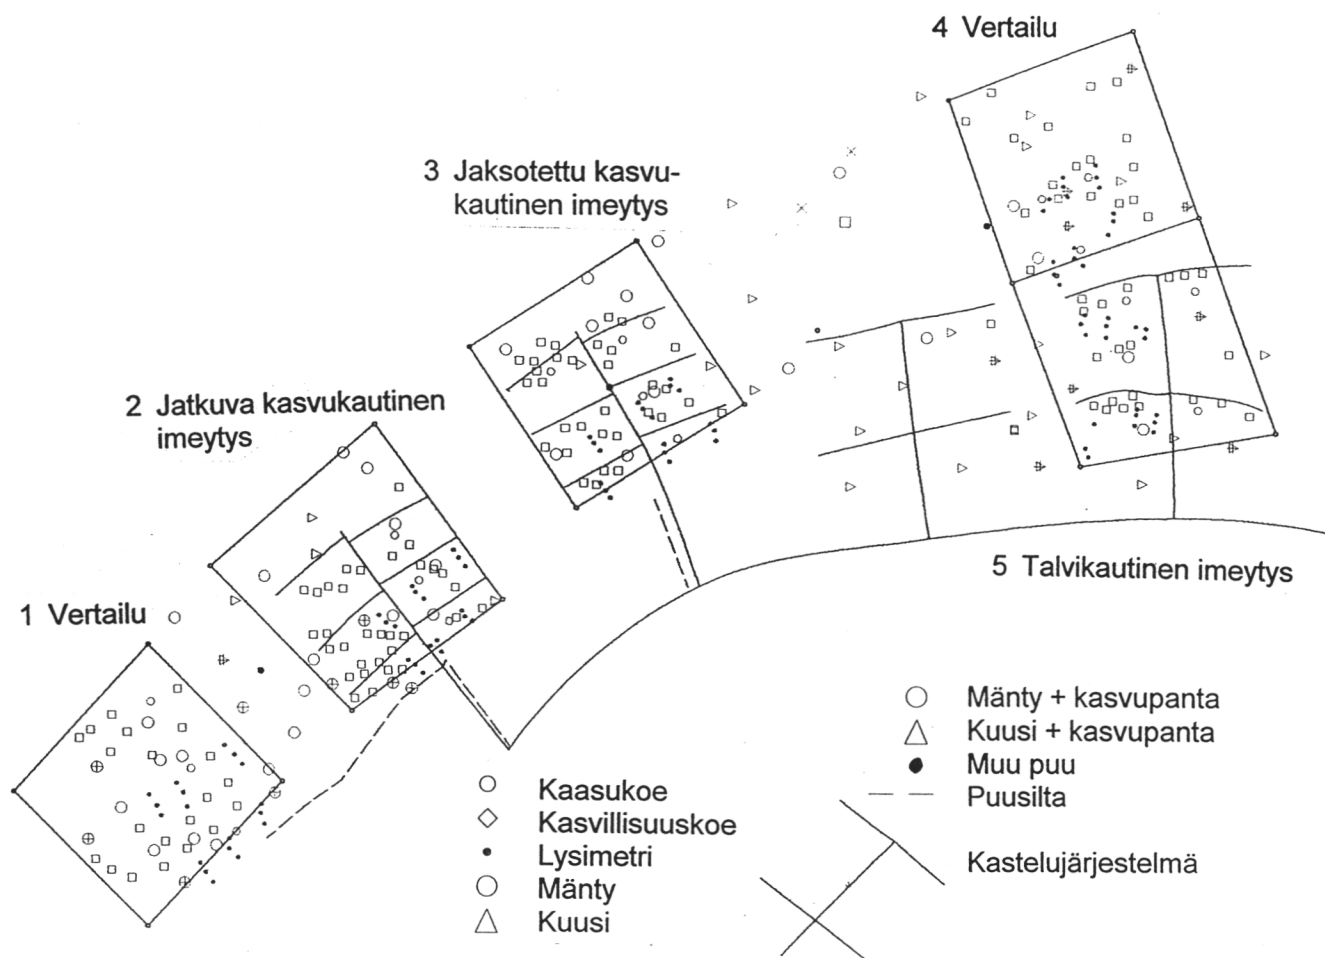 4 Vertailu
3 Jaksotettu kasvu-
kautinen imeytys
2 Jatkuva kasvukautinen
imeytys
1 Vertailu
5 Talvikautinen imeytys
Kaasukoe
Kasvillisuuskoe
Lysimetri
Mänty
Kuusi
Mänty + kasvupanta
Kuusi + kasvupanta
Muu puu
Puusilta
Kastelujärjestelmä